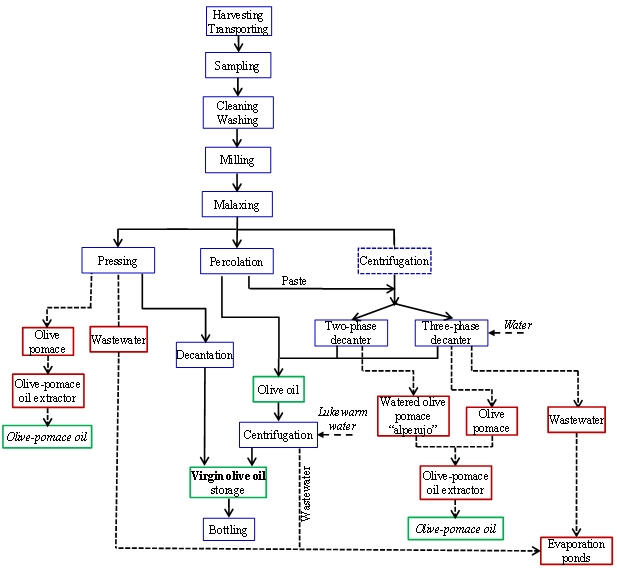 Harvesting
Transporting
Sampling
Cleaning
Washing
Milling
Malaxing
Pressing
Percolation
Centrifugation
Paste
Two-phase
decanter
Three-phase
decanter
Water
Olive
pomace
Wastewater
Decantation
Olive-pomace
oil extractor
Olive-pomace oil
Olive oil
Lukewarm
water
Centrifugation
Watered olive
pomace
“alperujo”
Olive
pomace
Wastewater
Virgin olive oil
storage
Wastewater
Olive-pomace
oil extractor
Bottling
Olive-pomace oil
Evaporation
ponds